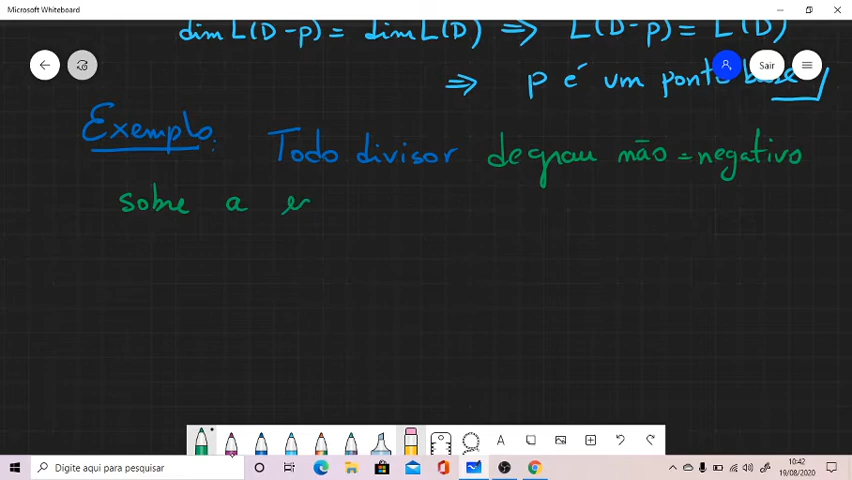 Microsoft Whiteboard
dim L(D-p) = dim L(D) ⟹ L(D-p) = L(D)
Sair
⟹ p é um ponto base
Exemplo: Todo divisor de grau não-negativo
sobre a er
Digite aqui para pesquisar
10:42
19/08/2020